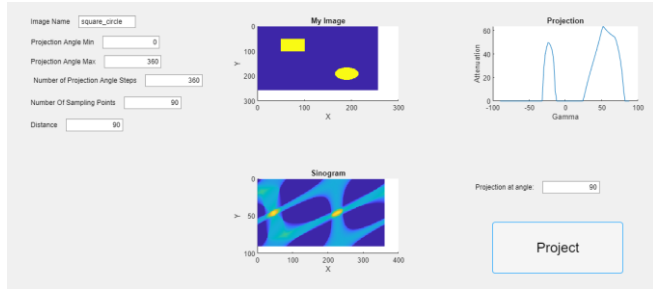 Image Name square_circle
Projection Angle Min 0
Projection Angle Max 360
Number of Projection Angle Steps 360
Number Of Sampling Points 90
Distance 90
My Image
0
100
200
300
Y
0 100 200 300
X
Projection
60
40
20
0
Attenuation
-100 -50 0 50 100
Gamma
Sinogram
0
50
100
Y
0 100 200 300 400
X
Projection at angle: 90
Project